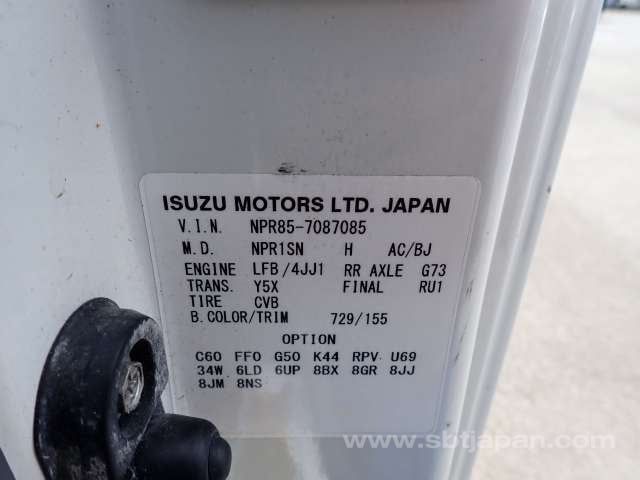 ISUZU MOTORS LTD. JAPAN
V.I.N. NPR85-7087085
M.D. NPR1SN H AC/BJ
ENGINE LFB/4JJ1 RR AXLE G73
TRANS. Y5X FINAL RU1
TIRE CVB
B.COLOR/TRIM 729/155
OPTION
C60 FF0 G50 K44 RPV U69
34W 6LD 6UP 8BX 8GR 8JJ
8JM 8NS
www.sbtjapan.com